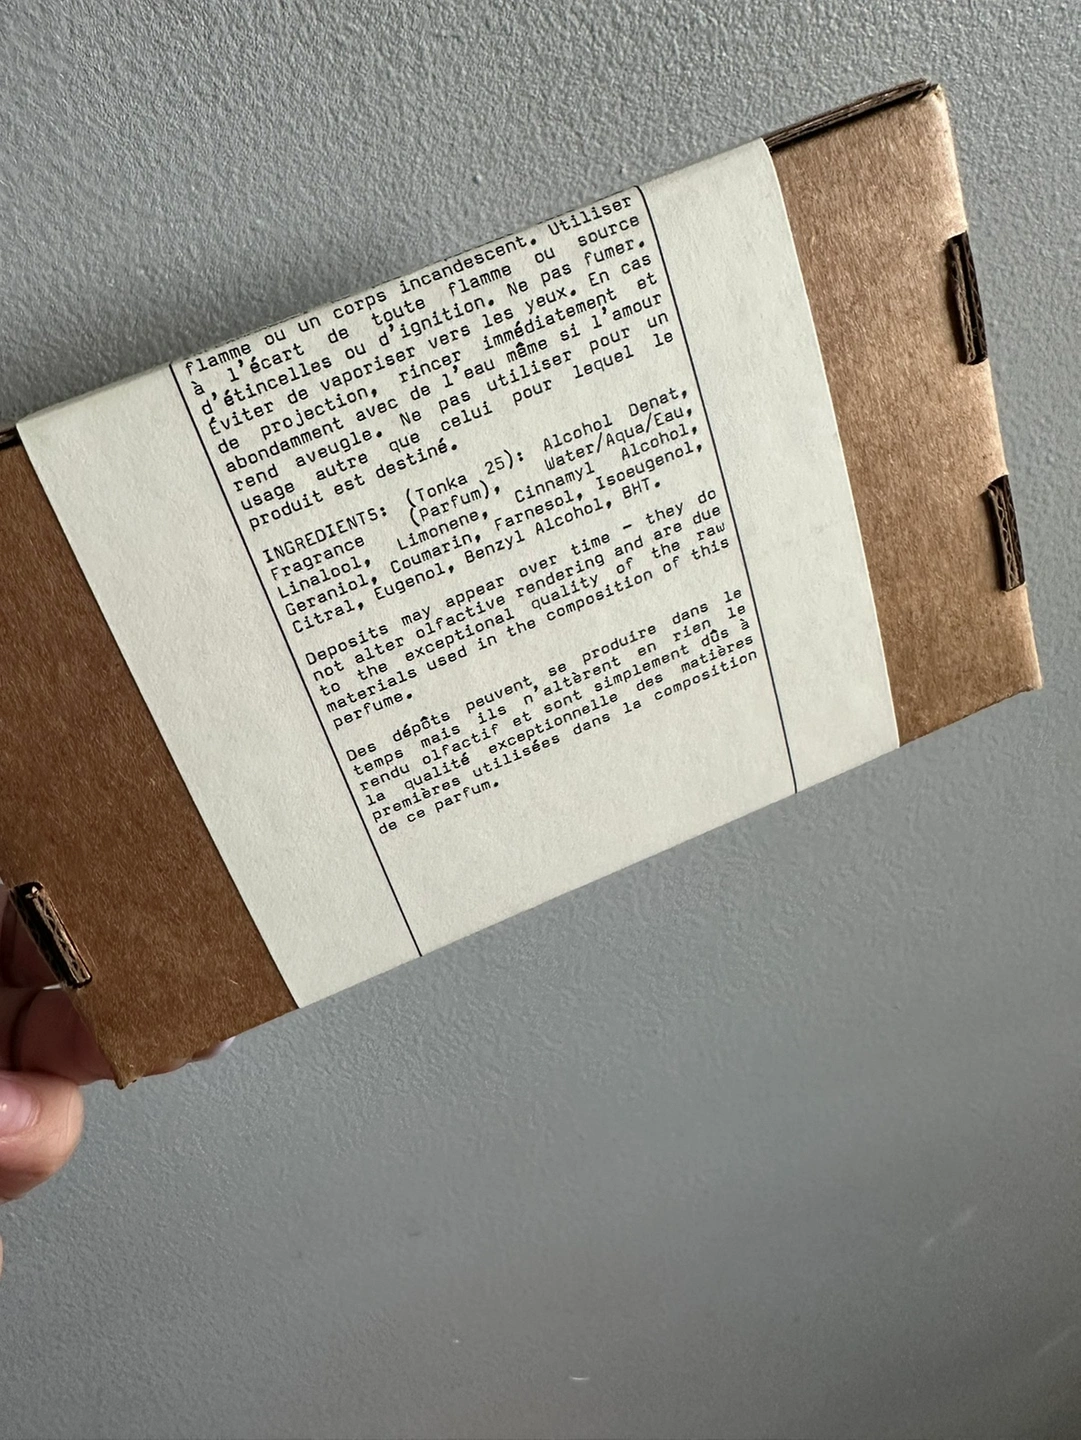 flamme ou un corps incandescent. Utiliser
à l'écart de toute flamme ou source
d'étincelles ou d'ignition. Ne pas fumer.
Éviter de vaporiser vers les yeux. En cas
de projection, rincer immédiatement et
abondamment avec de l'eau même si l'amour
rend aveugle. Ne pas utiliser pour un
usage autre que celui pour lequel le
produit est destiné.
INGREDIENTS: (Tonka 25): Alcohol Denat,
Fragrance (Parfum), Water/Aqua/Eau,
Linalool, Limonene, Cinnamyl Alcohol,
Geraniol, Coumarin, Farnesol, Isoeugenol,
Citral, Eugenol, Benzyl Alcohol, BHT.
Deposits may appear over time - they do
not alter olfactive rendering and are due
to the exceptional quality of the raw
materials used in the composition of this
perfume.
Des dépôts peuvent, se produire dans le
temps mais ils n'altèrent en rien le
rendu olfactif et sont simplement dûs à
la qualité exceptionnelle des matières
premières utilisées dans la composition
de ce parfum.